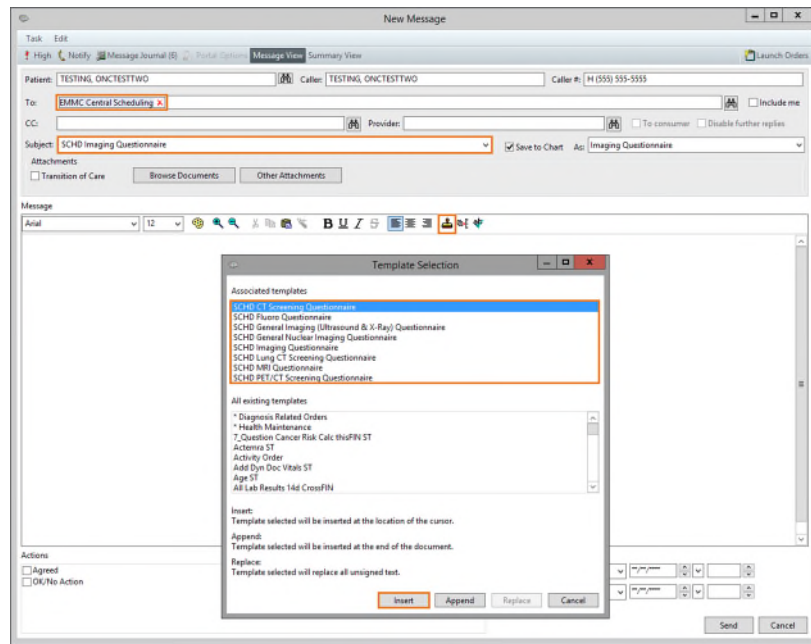 New Message
Task Edit
High Notify Message Journal (6) Portal Options Message View Summary View Launch Orders
Patient: TESTING, ONCTESTTWO Caller: TESTING, ONCTESTTWO Caller #: H (555) 555-5555
To: EMMC Central Scheduling Include me
CC: Provider: To consumer Disable further replies
Subject: SCHD Imaging Questionnaire Save to Chart As: Imaging Questionnaire
Attachments
Transition of Care Browse Documents Other Attachments
Message
Arial 12 B U I S
Template Selection
Associated templates
SCHD CT Screening Questionnaire
SCHD Fluoro Questionnaire
SCHD General Imaging (Ultrasound & X-Ray) Questionnaire
SCHD General Nuclear Imaging Questionnaire
SCHD Imaging Questionnaire
SCHD Lung CT Screening Questionnaire
SCHD MRI Questionnaire
SCHD PET/CT Screening Questionnaire
All existing templates
* Diagnosis Related Orders
* Health Maintenance
7_Question Cancer Risk Calc thisFIN ST
Actemra ST
Activity Order
Add Dyn Doc Vitals ST
Age ST
All Lab Results 14d CrossFIN
Insert:
Template selected will be inserted at the location of the cursor.
Append:
Template selected will be inserted at the end of the document.
Replace:
Template selected will replace all unsigned text.
Insert Append Replace Cancel
Actions
Agreed **/**/****
OK/No Action **/**/****
Send Cancel